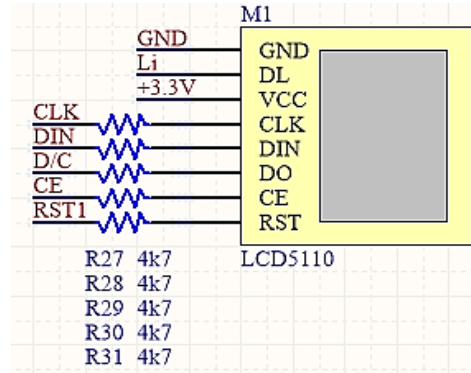 M1
GND
Li
+3.3V
CLK
DIN
D/C
CE
RST1
GND
DL
VCC
CLK
DIN
DO
CE
RST
LCD5110
R27 4k7
R28 4k7
R29 4k7
R30 4k7
R31 4k7